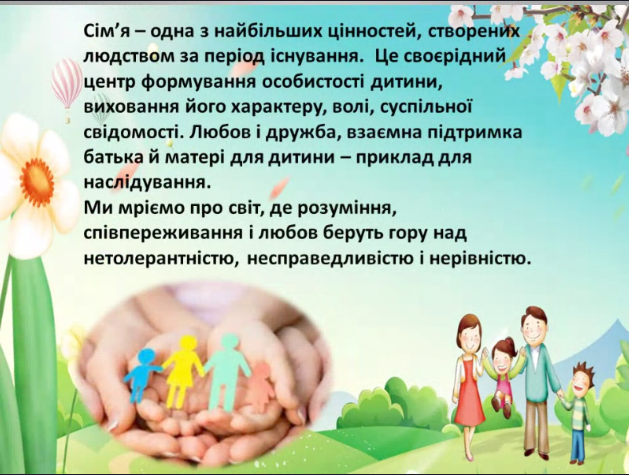 Сім’я – одна з найбільших цінностей, створених
людством за період існування. Це своєрідний
центр формування особистості дитини,
виховання його характеру, волі, суспільної
свідомості. Любов і дружба, взаємна підтримка
батька й матері для дитини – приклад для
наслідування.
Ми мріємо про світ, де розуміння,
співпереживання і любов беруть гору над
нетолерантністю, несправедливістю і нерівністю.